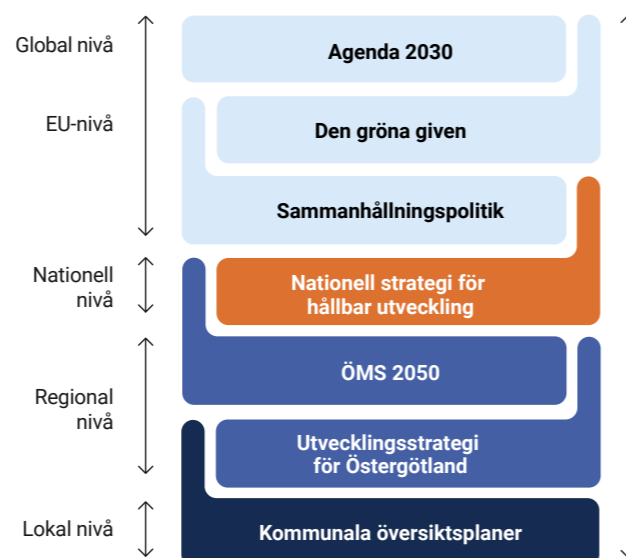 Global nivå
Agenda 2030
EU-nivå
Den gröna given
Sammanhållningspolitik
Nationell
nivå
Nationell strategi för
hållbar utveckling
ÖMS 2050
Regional
nivå
Utvecklingsstrategi
för Östergötland
Lokal nivå
Kommunala översiktsplaner